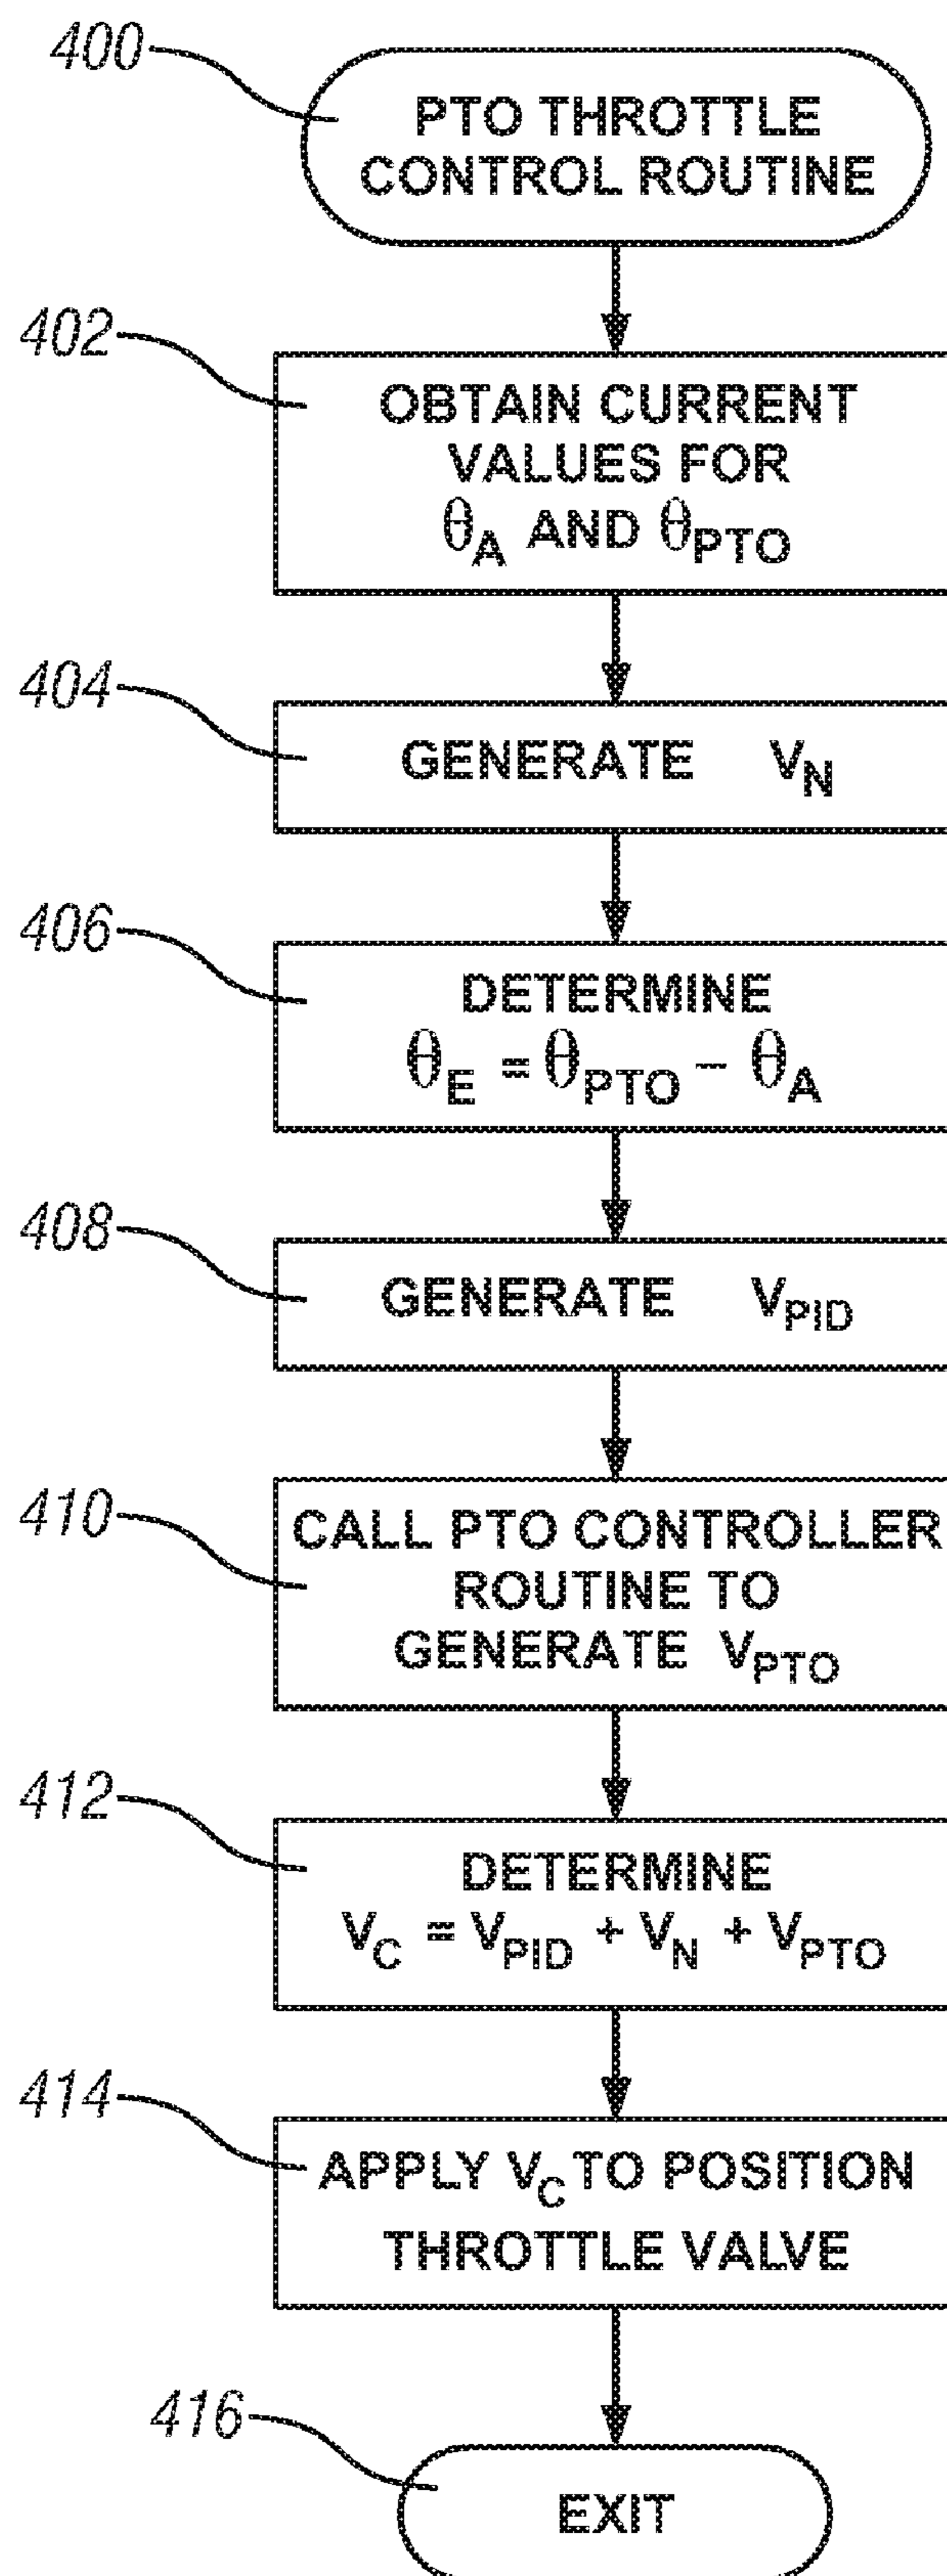 400
PTO THROTTLE
CONTROL ROUTINE
402
OBTAIN CURRENT
VALUES FOR
θA AND θPTO
404
GENERATE VN
406
DETERMINE
θE = θPTO - θA
408
GENERATE VPID
410
CALL PTO CONTROLLER
ROUTINE TO
GENERATE VPTO
412
DETERMINE
VC = VPID + VN + VPTO
414
APPLY VC TO POSITION
THROTTLE VALVE
416
EXIT